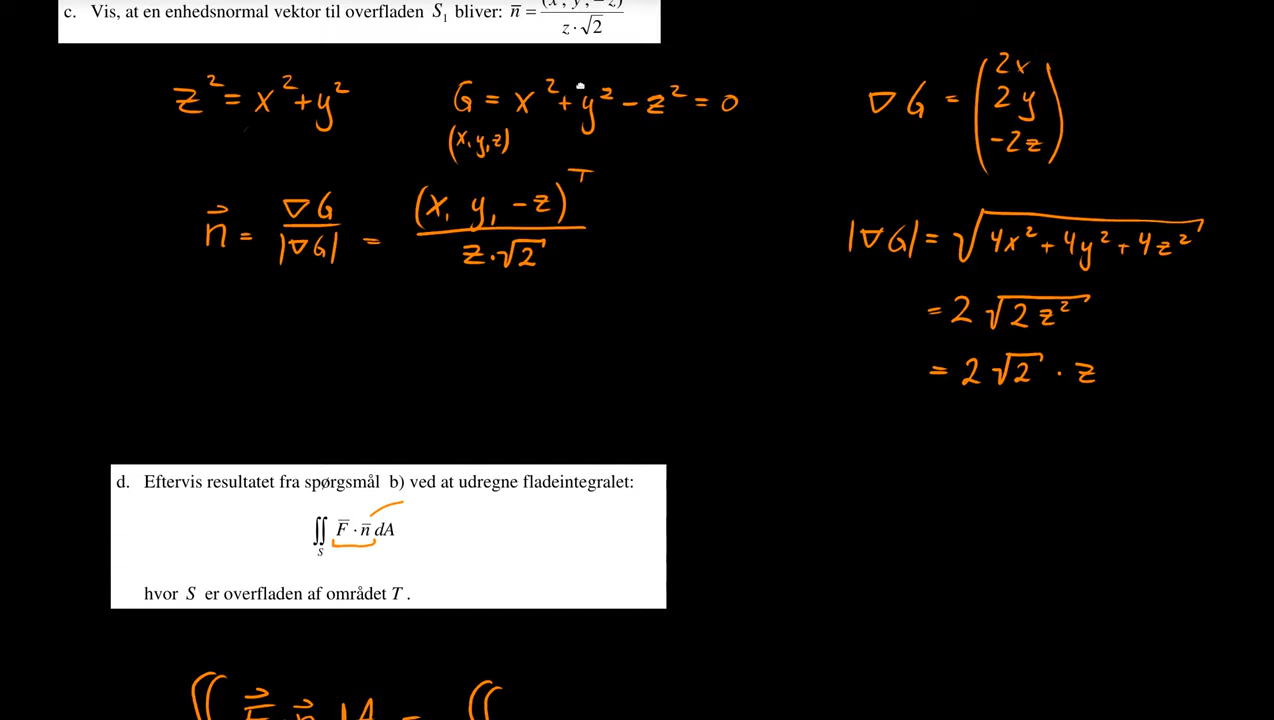 c. Vis, at en enhedsnormal vektor til overfladen S₁ bliver: n̅ = (x, y, −z) / z·√2
z² = x² + y²
G = x² + y² − z² = 0
(x, y, z)
∇G = (2x
2y
−2z)
n⃗ = ∇G / |∇G| = (x, y, −z)ᵀ / z·√2
|∇G| = √(4x² + 4y² + 4z²)
= 2 √(2z²)
= 2 √2 · z
d. Eftervis resultatet fra spørgsmål b) ved at udregne fladeintegralet:
∬ F̅ · n̅ dA
S
hvor S er overfladen af området T .
∬ F⃗ · n⃗ dA = ∬